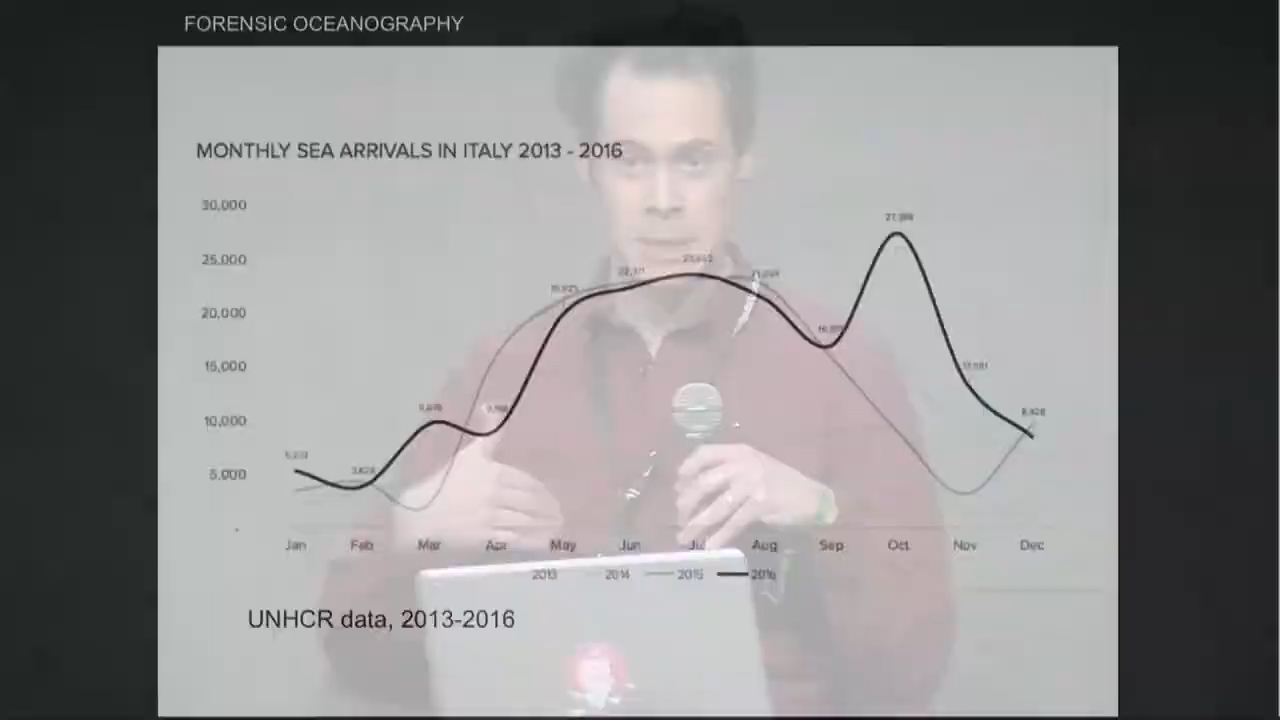 FORENSIC OCEANOGRAPHY
MONTHLY SEA ARRIVALS IN ITALY 2013 - 2016
30,000
25,000
20,000
15,000
10,000
5,000
-
Jan Feb Mar Apr May Jun Jul Aug Sep Oct Nov Dec
2013 2014 2015 2016
UNHCR data, 2013-2016